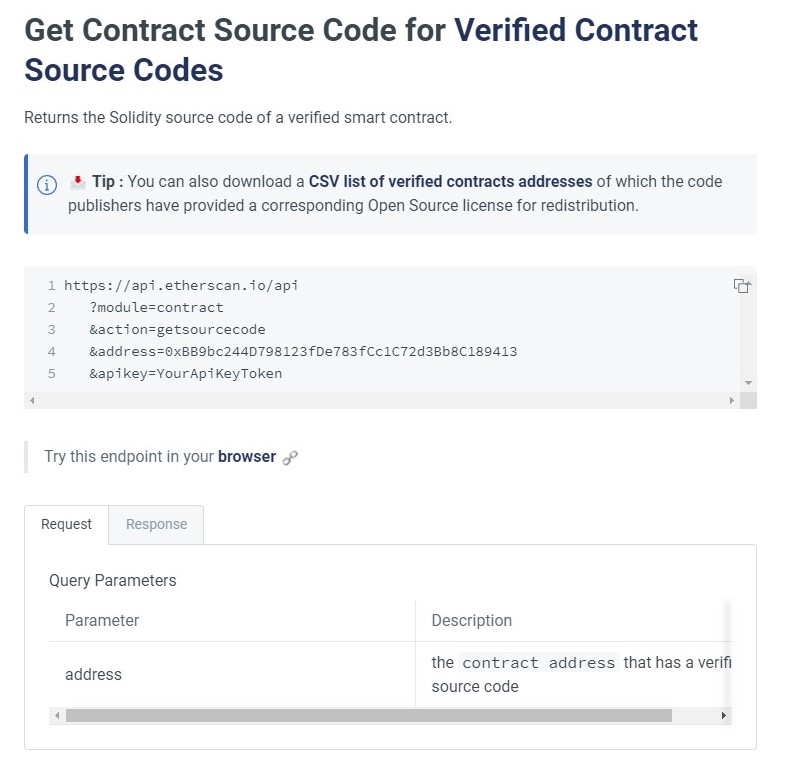 Get Contract Source Code for Verified Contract
Source Codes
Returns the Solidity source code of a verified smart contract.
Tip : You can also download a CSV list of verified contracts addresses of which the code
publishers have provided a corresponding Open Source license for redistribution.
1 https://api.etherscan.io/api
2 ?module=contract
3 &action=getsourcecode
4 &address=0xBB9bc244D798123fDe783fCc1C72d3Bb8C189413
5 &apikey=YourApiKeyToken
Try this endpoint in your browser
Request Response
Query Parameters
Parameter Description
address
the contract address that has a verifi
source code